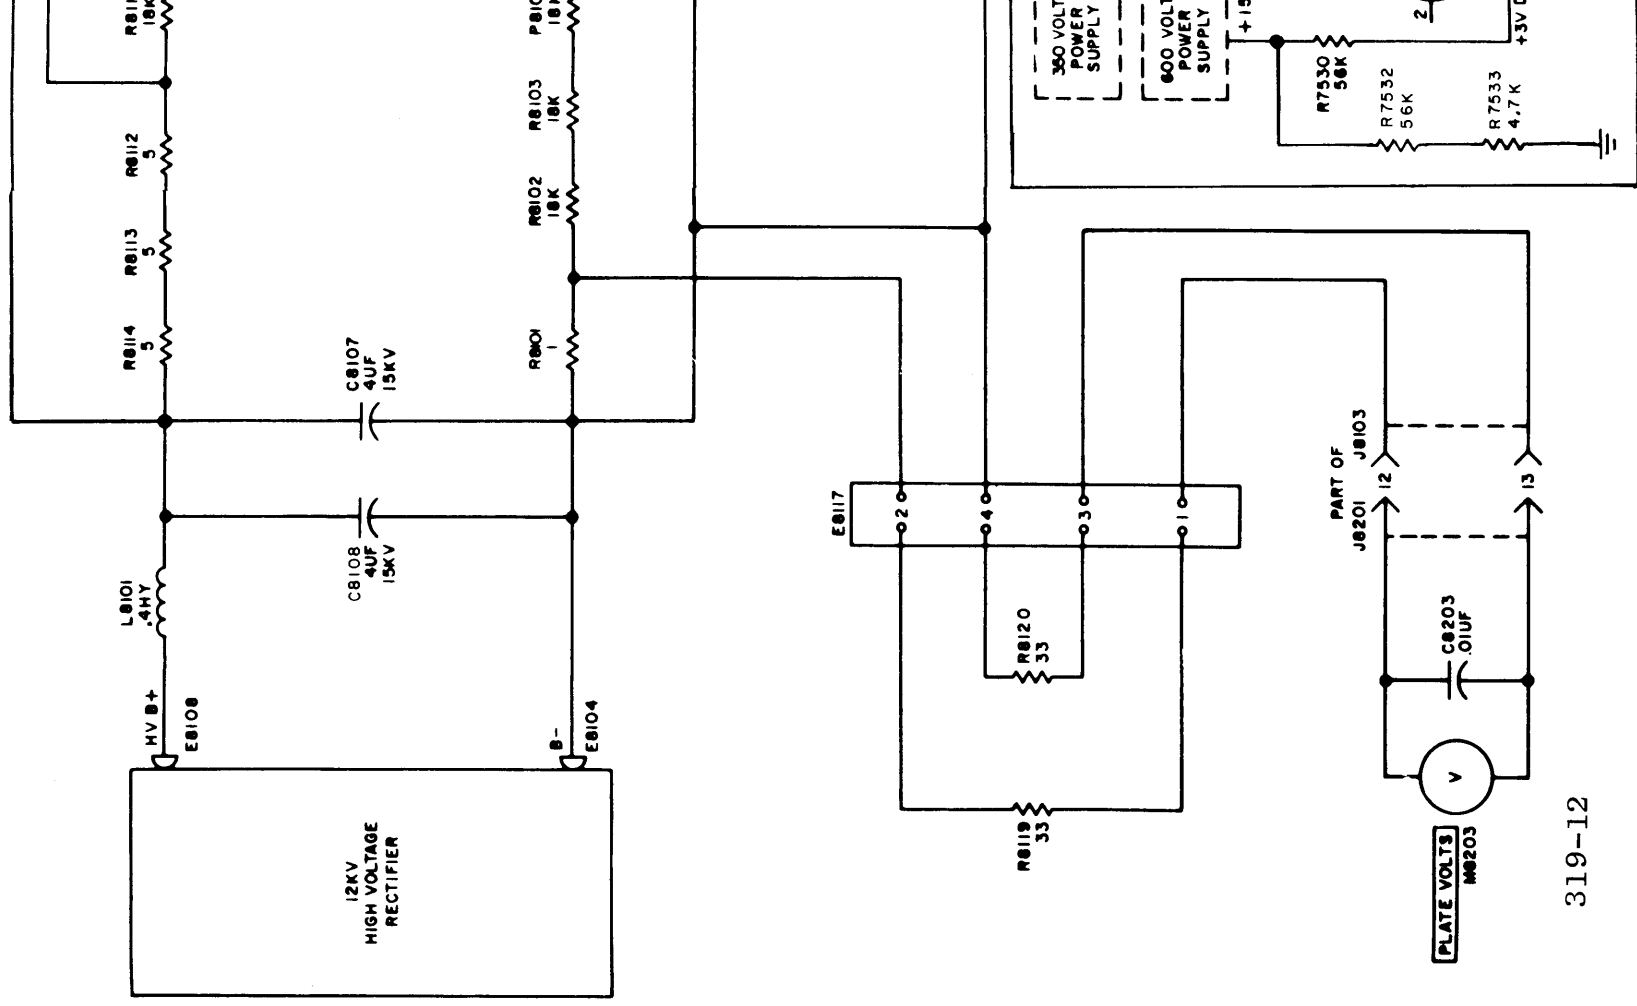 18K
R8112
5
R8113
5
R8114
5
R8103
18K
R8102
18K
R8101
1
C8107
4UF
15KV
C8108
4UF
15KV
L8101
.4HY
HV B+
E8108
B-
E8104
12KV
HIGH VOLTAGE
RECTIFIER
350 VOLT
POWER
SUPPLY
600 VOLT
POWER
SUPPLY
2
R7530
56K
R7532
56K
R7533
4.7K
E8117
2
4
3
1
R8120
33
R8119
33
PART OF
J8201
J8103
12
13
C8203
.01UF
V
PLATE VOLTS
M8203
319-12